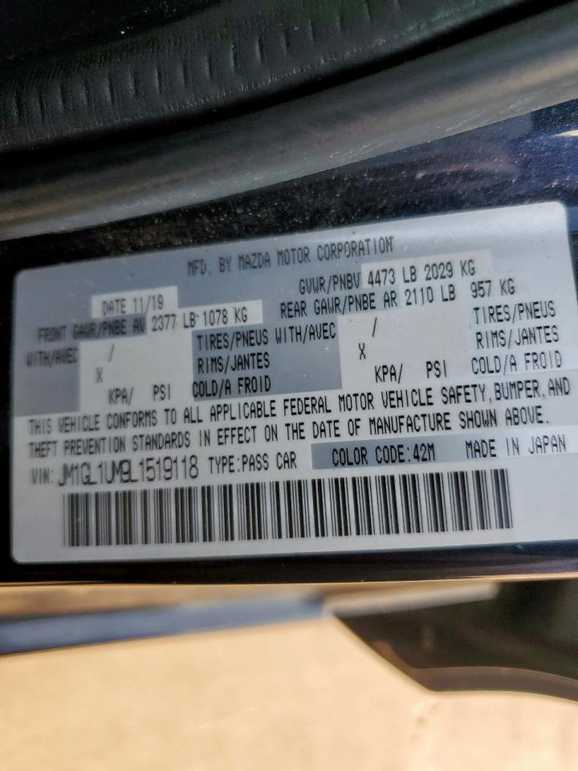 MFD. BY MAZDA MOTOR CORPORATION
DATE 11/19 GVWR/PNBV 4473 LB 2029 KG
FRONT GAWR/PNBE AV 2377 LB 1078 KG REAR GAWR/PNBE AR 2110 LB 957 KG
WITH/AVEC / TIRES/PNEUS WITH/AVEC / TIRES/PNEUS
X RIMS/JANTES X RIMS/JANTES
KPA/ PSI COLD/A FROID KPA/ PSI COLD/A FROID
THIS VEHICLE CONFORMS TO ALL APPLICABLE FEDERAL MOTOR VEHICLE SAFETY, BUMPER, AND
THEFT PREVENTION STANDARDS IN EFFECT ON THE DATE OF MANUFACTURE SHOWN ABOVE.
VIN: JM1GL1UM9L1519118 TYPE:PASS CAR COLOR CODE:42M MADE IN JAPAN